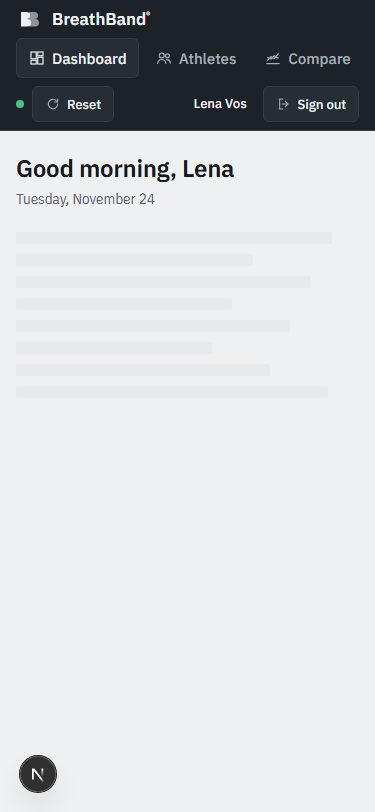 BreathBand®
Dashboard
Athletes
Compare
Reset
Lena Vos
Sign out
Good morning, Lena
Tuesday, November 24
N